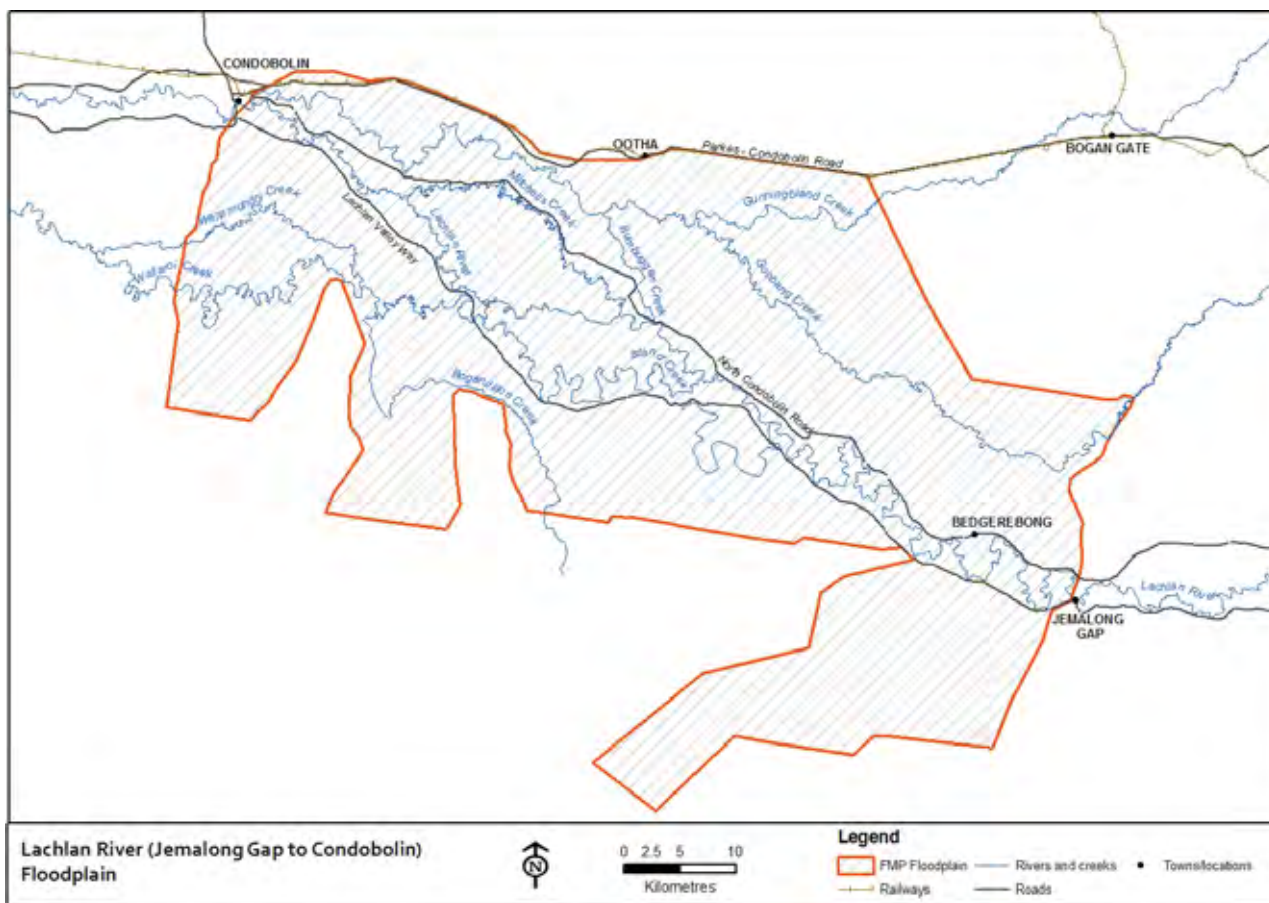 CONDOBOLIN
OOTHA
Parkes - Condobolin Road
BOGAN GATE
Gunningbland Creek
Goobang Creek
Lachlan Valley Way
Lachlan River
Wallaroi Creek
Bumbuggan Creek
Island Creek
North Condobolin Road
BEDGEREBONG
Lachlan River
JEMALONG
GAP
Lachlan River (Jemalong Gap to Condobolin)
Floodplain
N
0 2.5 5 10
Kilometres
Legend
FMP Floodplain
Rivers and creeks
Towns/locations
Railways
Roads